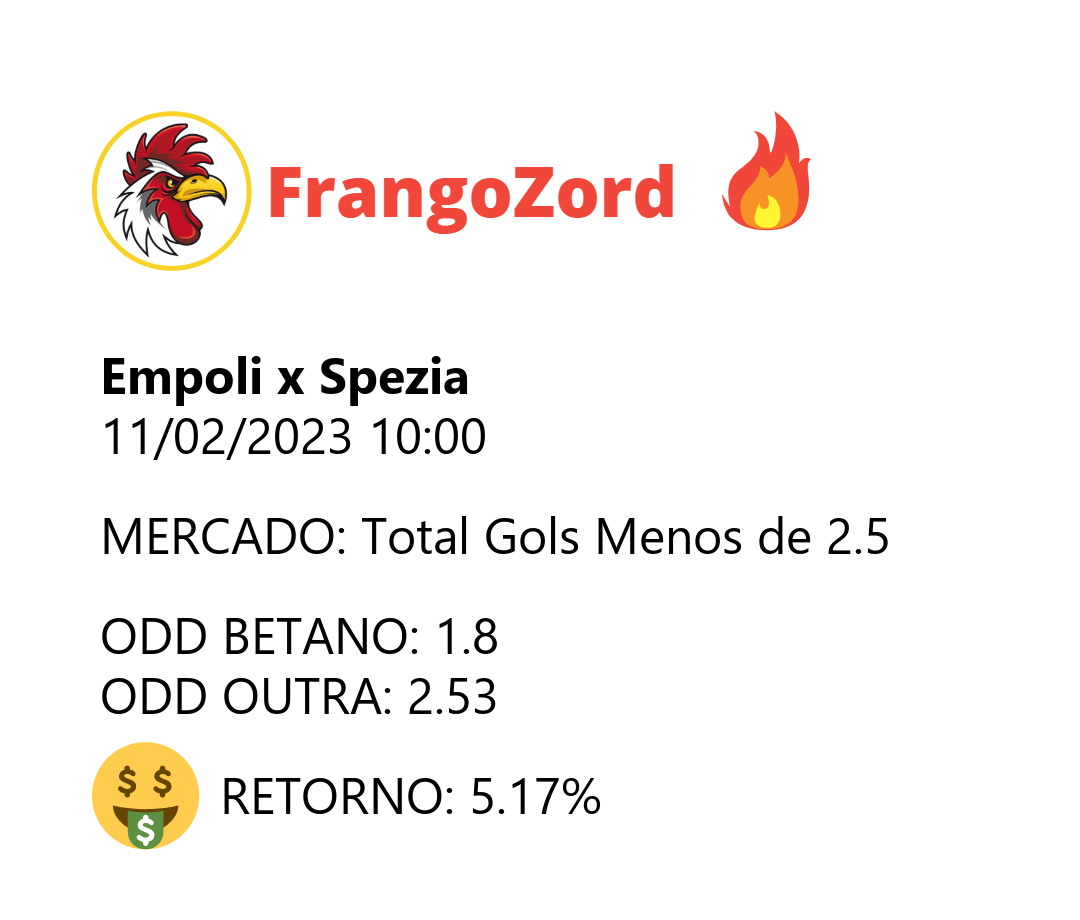 FrangoZord
Empoli x Spezia
11/02/2023 10:00
MERCADO: Total Gols Menos de 2.5
ODD BETANO: 1.8
ODD OUTRA: 2.53
RETORNO: 5.17%